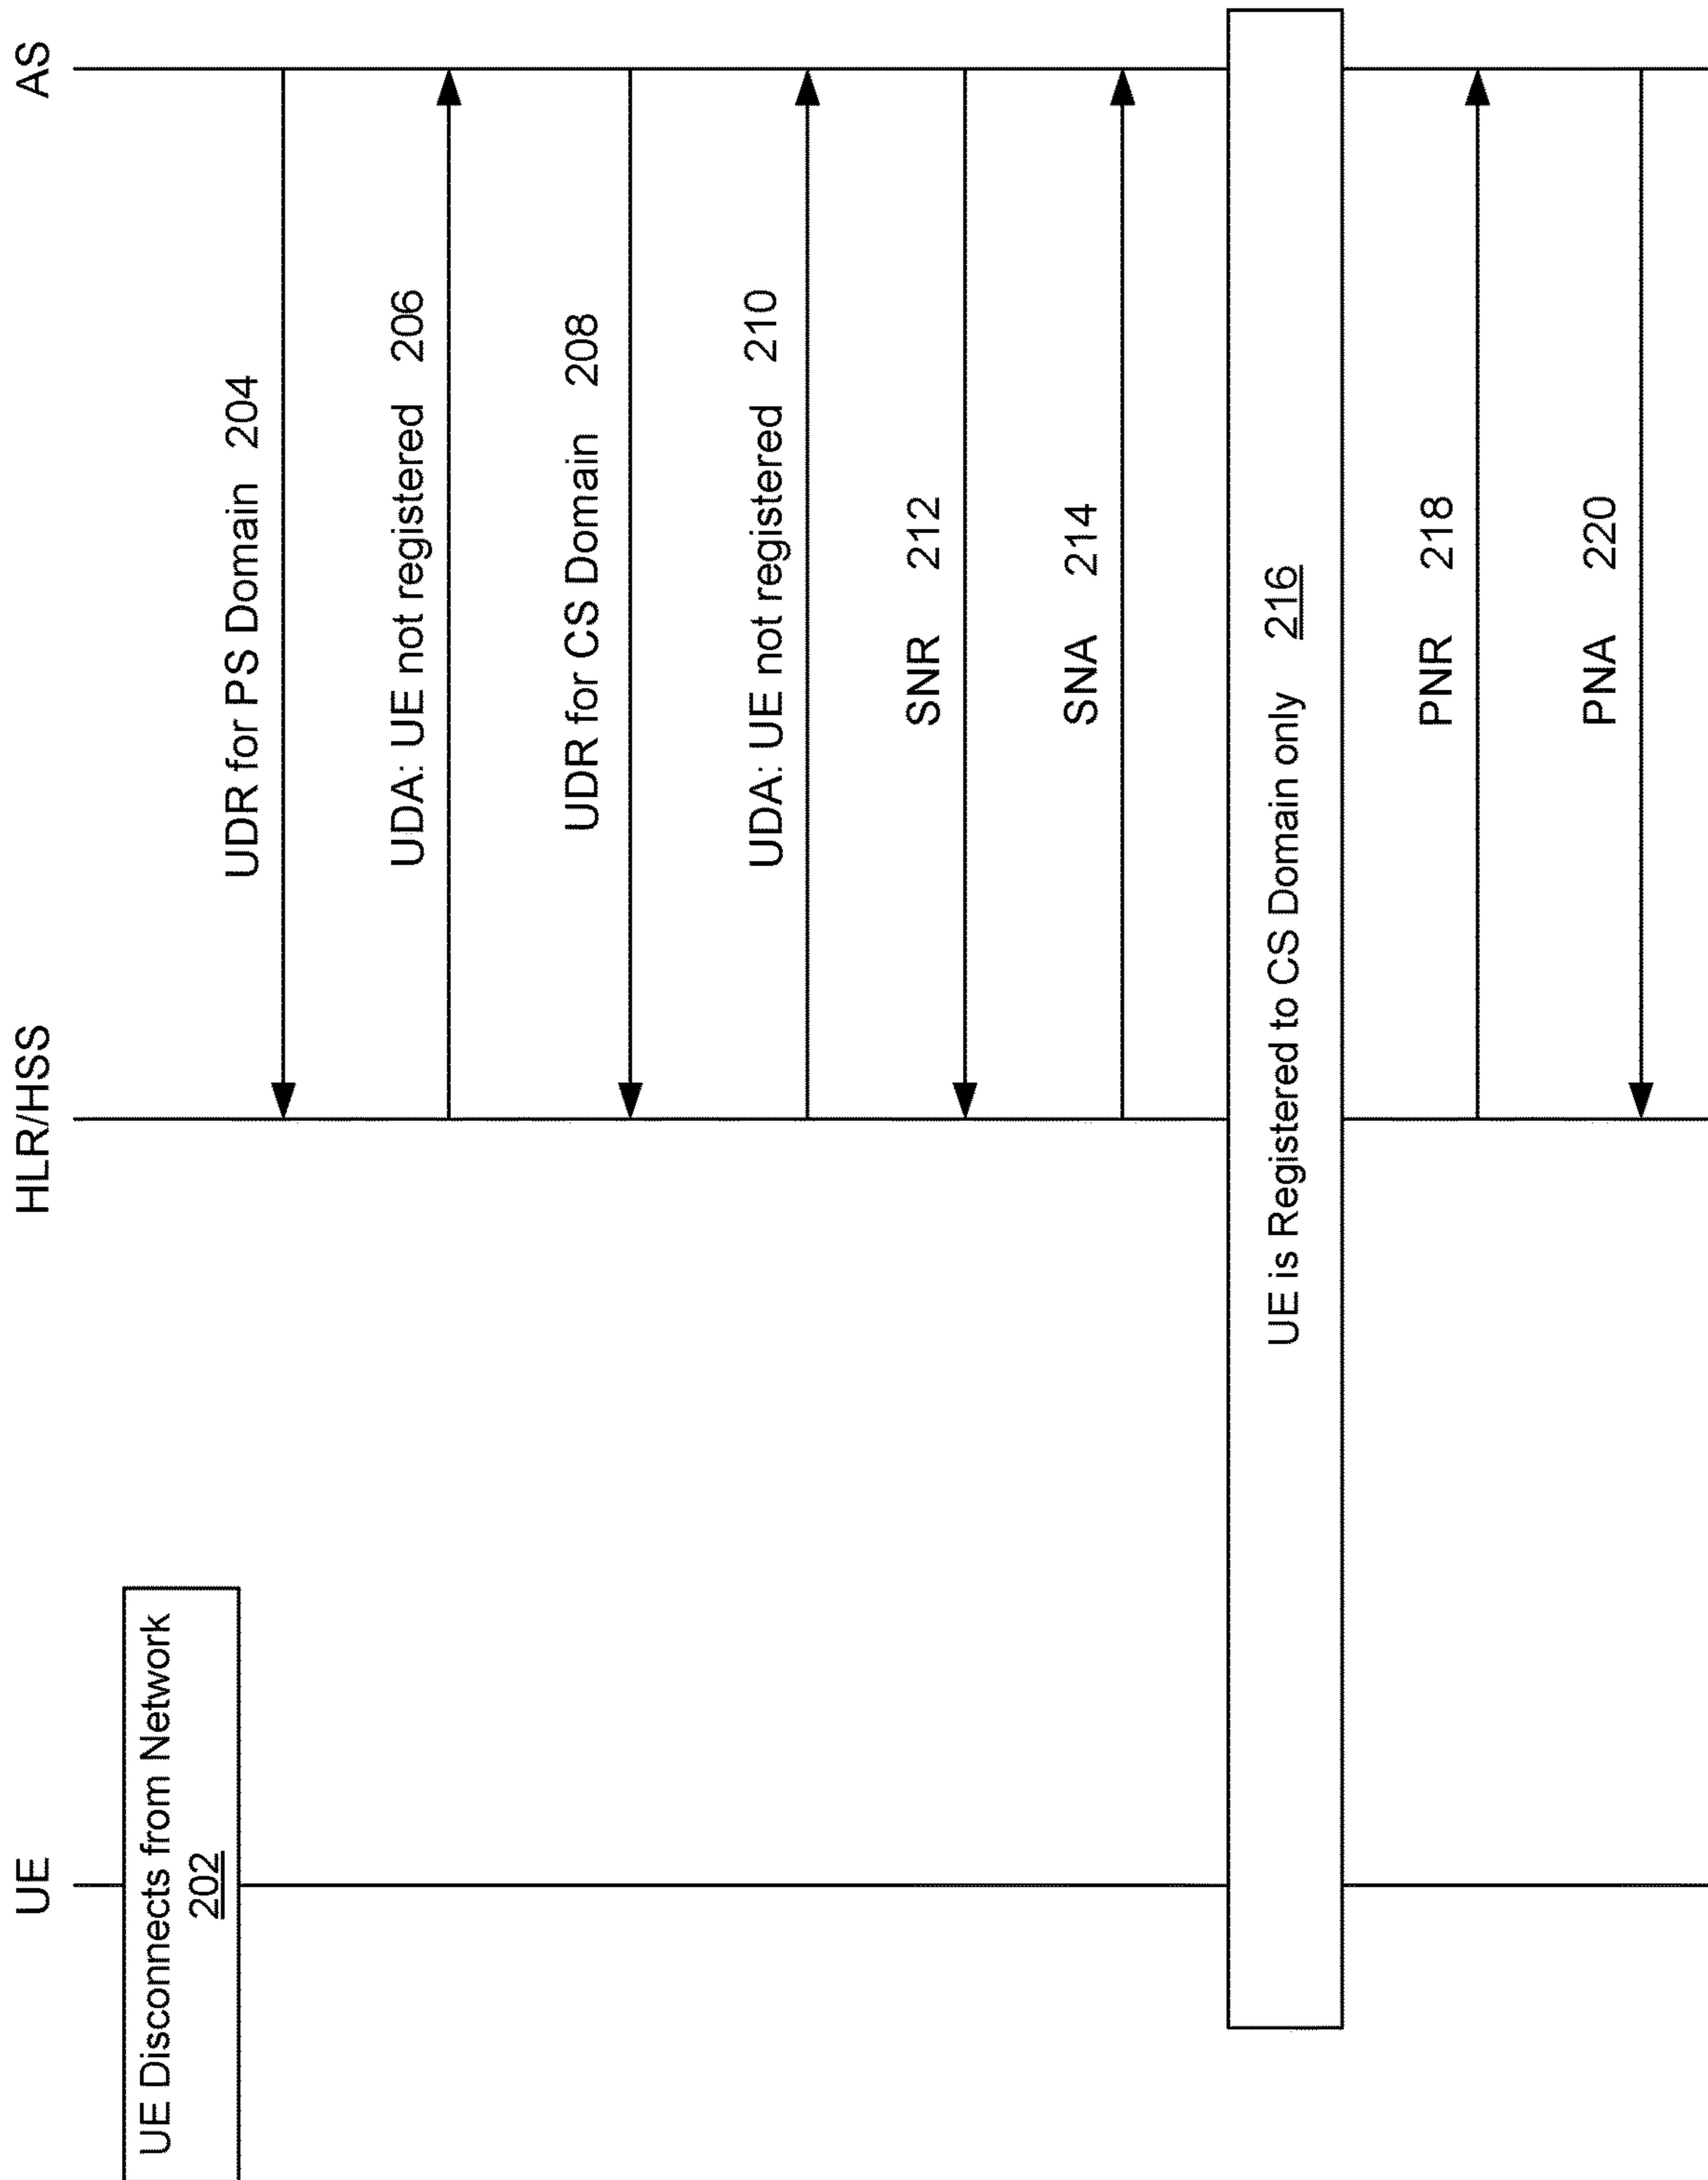 UE
HLR/HSS
AS
UE Disconnects from Network
202
UDR for PS Domain 204
UDA: UE not registered 206
UDR for CS Domain 208
UDA: UE not registered 210
SNR 212
SNA 214
UE is Registered to CS Domain only 216
PNR 218
PNA 220